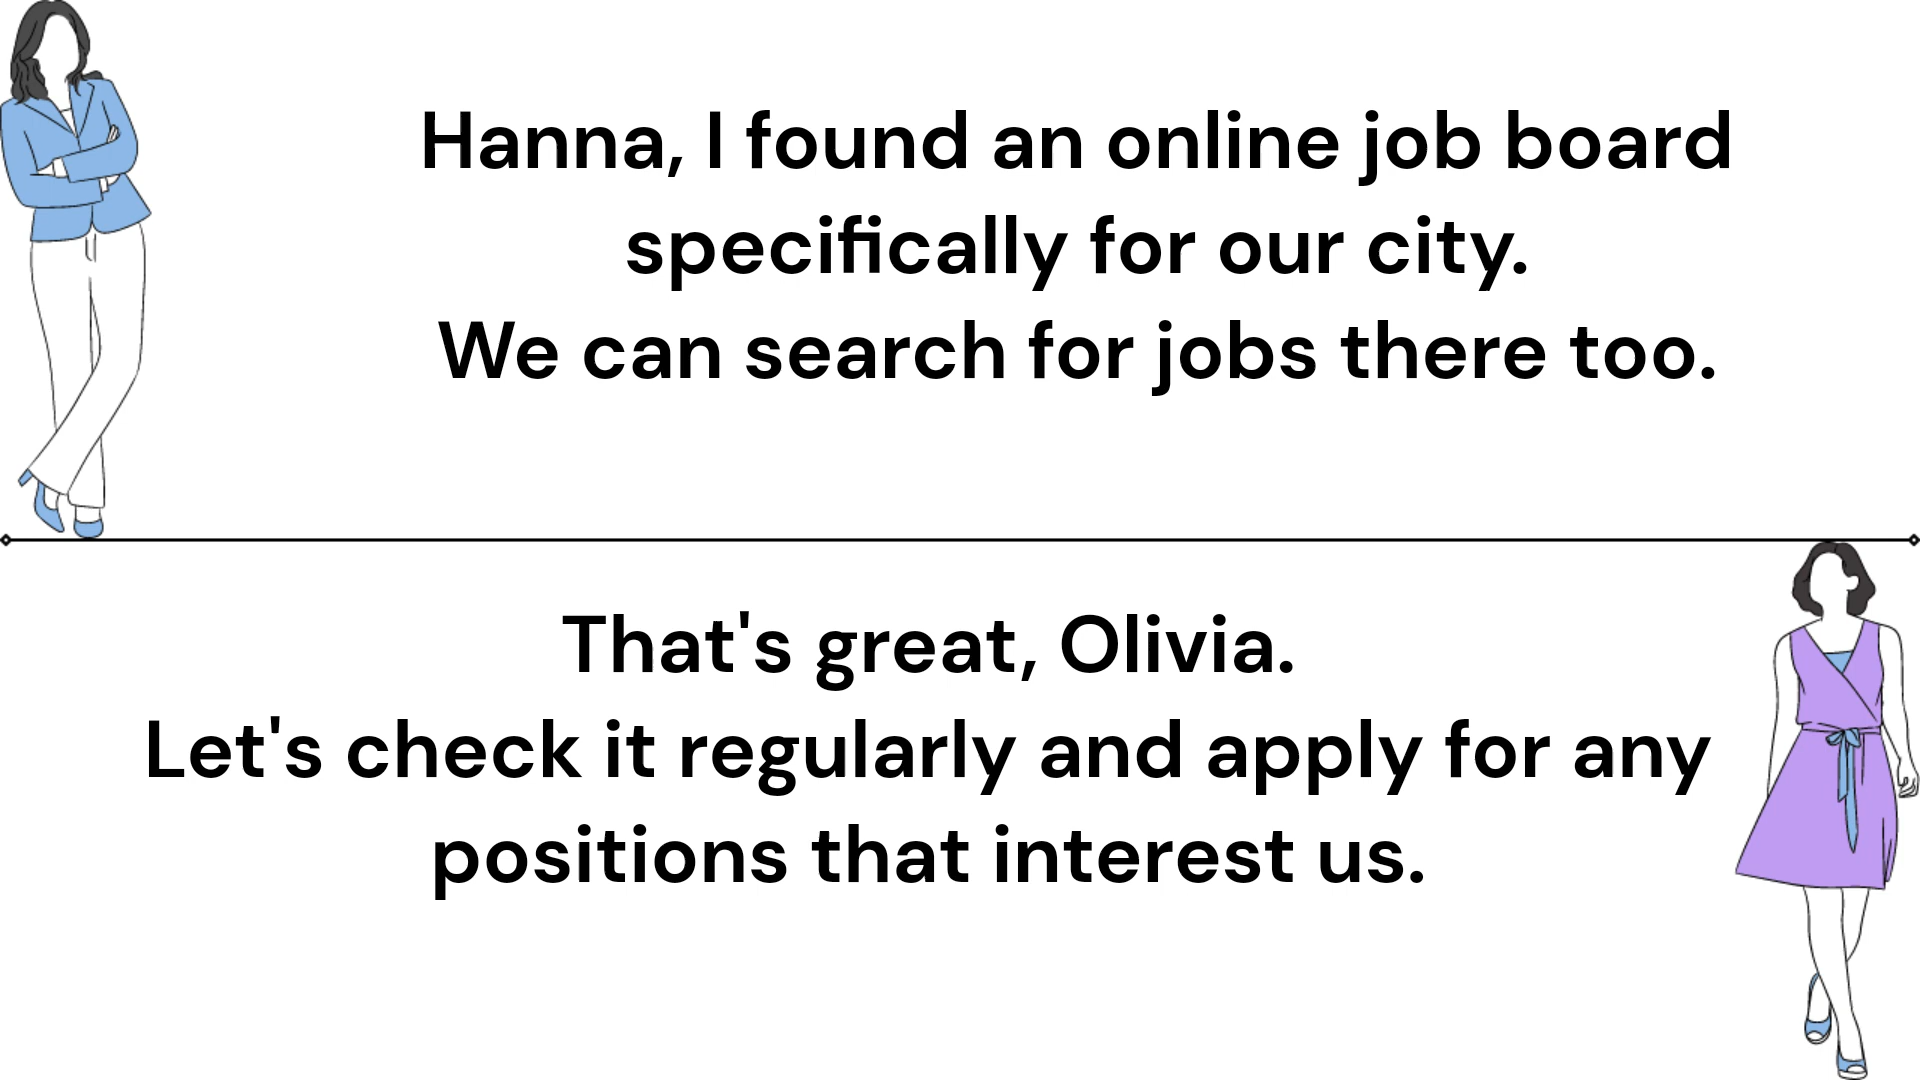 Hanna, I found an online job board
specifically for our city.
We can search for jobs there too.
That's great, Olivia.
Let's check it regularly and apply for any
positions that interest us.